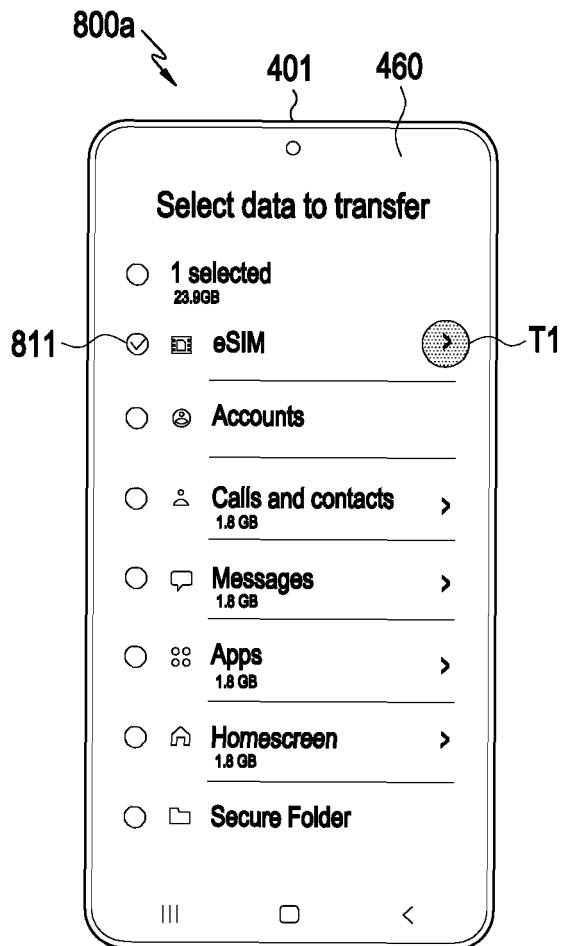 800a
401
460
Select data to transfer
1 selected
23.9GB
811
eSIM
T1
Accounts
Calls and contacts
1.8 GB
Messages
1.8 GB
Apps
1.8 GB
Homescreen
1.8 GB
Secure Folder